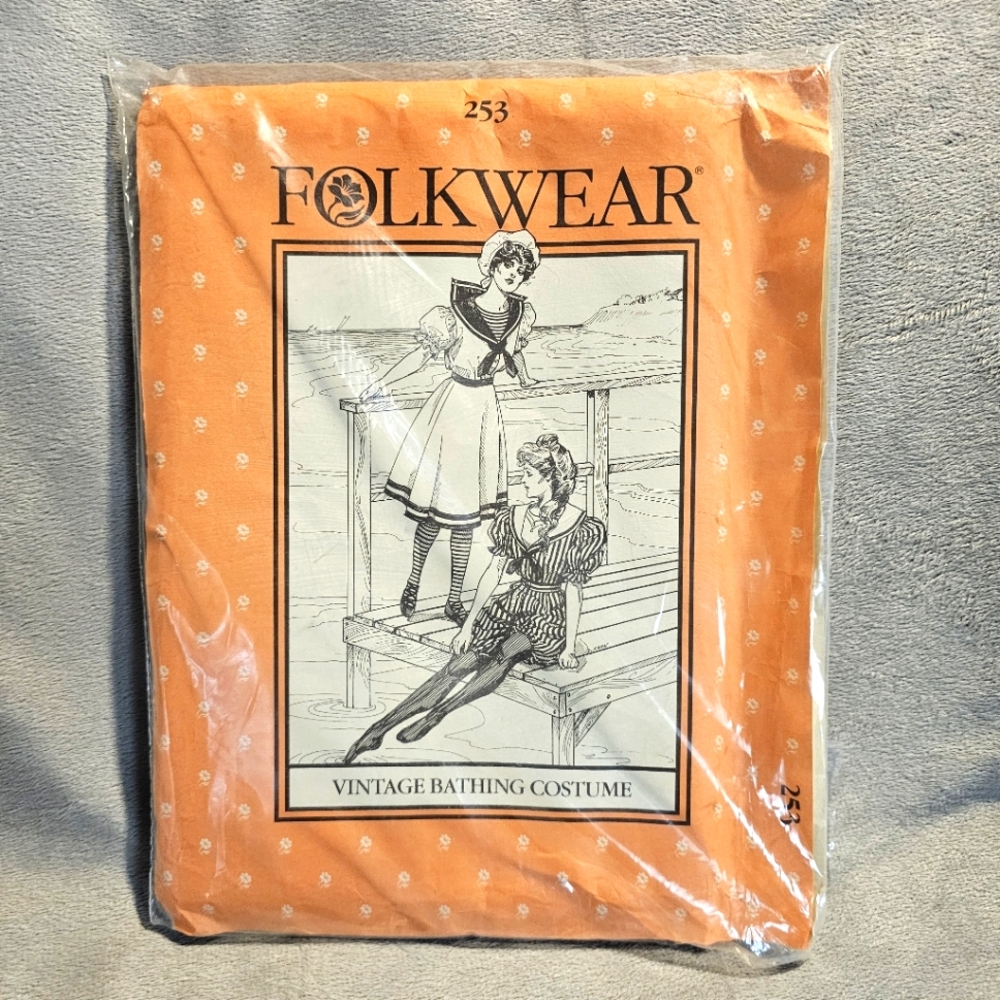 253
FOLKWEAR®
VINTAGE BATHING COSTUME
253